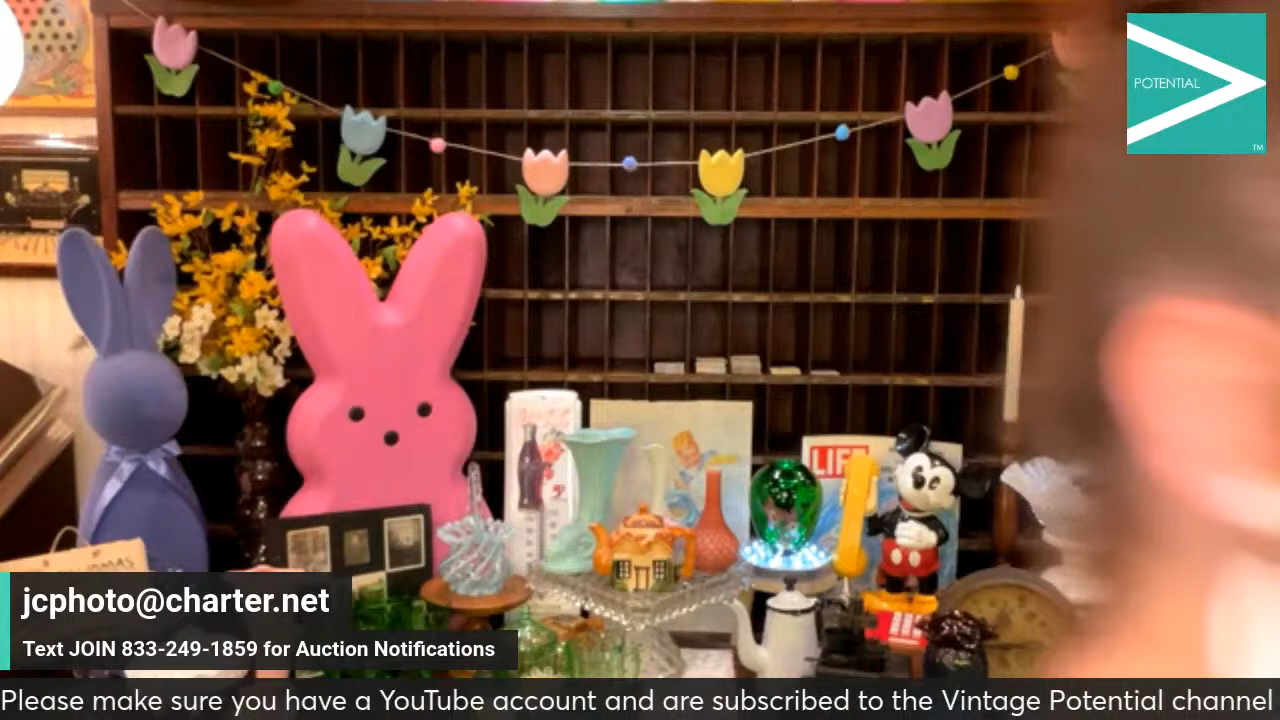 POTENTIAL
TM
LIFE
jcphoto@charter.net
Text JOIN 833-249-1859 for Auction Notifications
Please make sure you have a YouTube account and are subscribed to the Vintage Potential channel